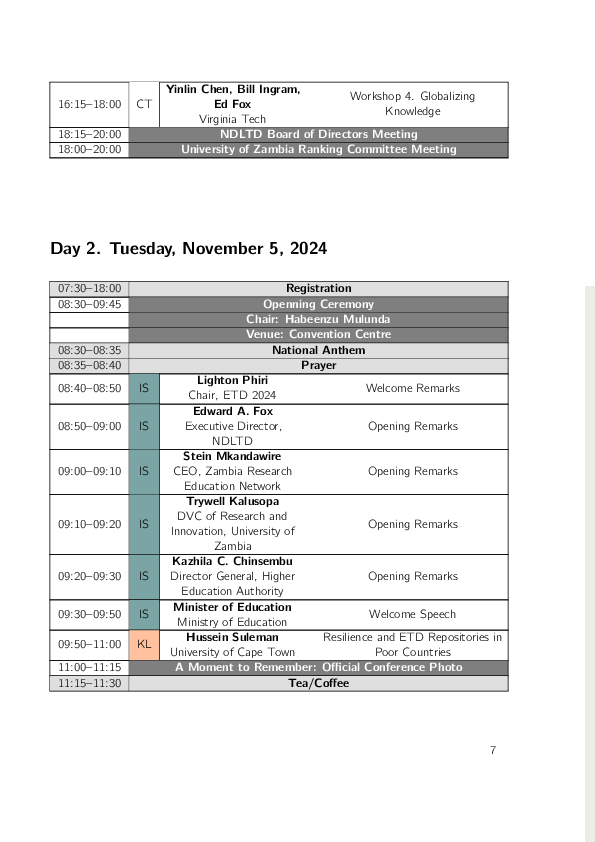 16:15–18:00 CT Yinlin Chen, Bill Ingram,
Ed Fox
Virginia Tech
Workshop 4. Globalizing
Knowledge
18:15–20:00 NDLTD Board of Directors Meeting
18:00–20:00 University of Zambia Ranking Committee Meeting
Day 2. Tuesday, November 5, 2024
07:30–18:00 Registration
08:30–09:45 Openning Ceremony
Chair: Habeenzu Mulunda
Venue: Convention Centre
08:30–08:35 National Anthem
08:35–08:40 Prayer
08:40–08:50 IS Lighton Phiri
Chair, ETD 2024
Welcome Remarks
08:50–09:00 IS Edward A. Fox
Executive Director,
NDLTD
Opening Remarks
09:00–09:10 IS Stein Mkandawire
CEO, Zambia Research
Education Network
Opening Remarks
09:10–09:20 IS Trywell Kalusopa
DVC of Research and
Innovation, University of
Zambia
Opening Remarks
09:20–09:30 IS Kazhila C. Chinsembu
Director General, Higher
Education Authority
Opening Remarks
09:30–09:50 IS Minister of Education
Ministry of Education
Welcome Speech
09:50–11:00 KL Hussein Suleman
University of Cape Town
Resilience and ETD Repositories in
Poor Countries
11:00–11:15 A Moment to Remember: Official Conference Photo
11:15–11:30 Tea/Coffee
7